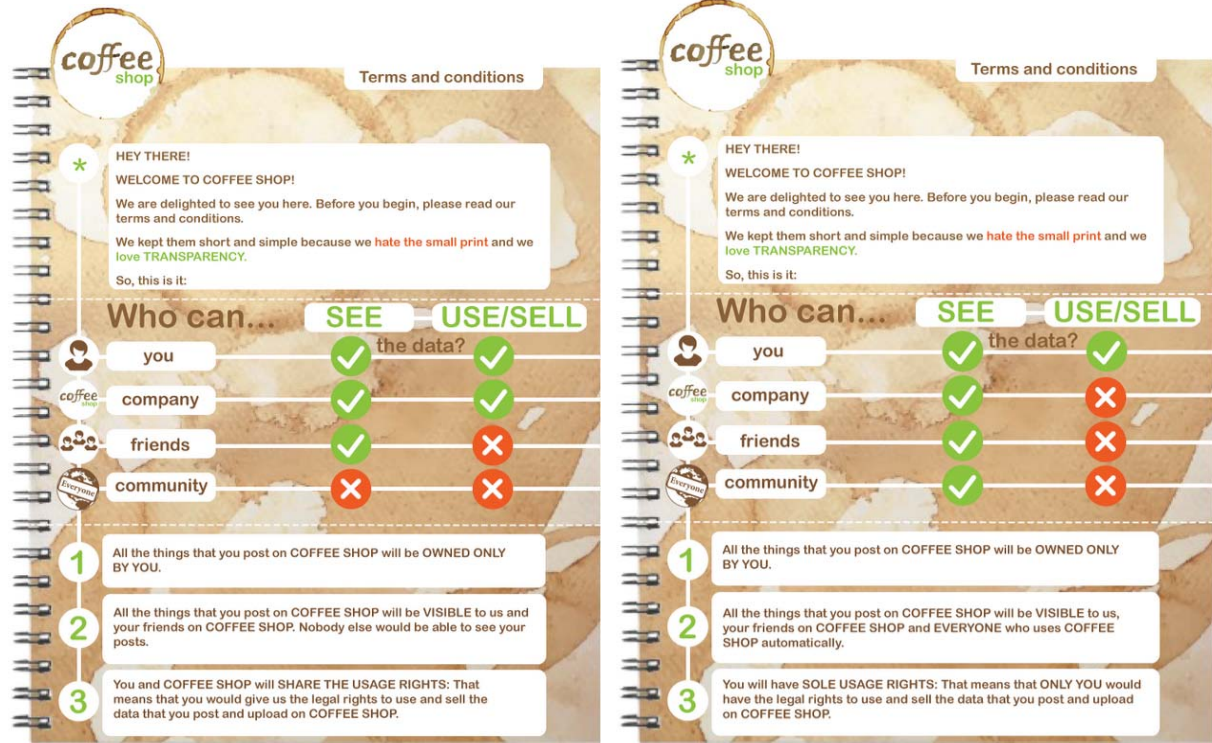 coffee
shop
Terms and conditions
*
HEY THERE!
WELCOME TO COFFEE SHOP!
We are delighted to see you here. Before you begin, please read our
terms and conditions.
We kept them short and simple because we hate the small print and we
love TRANSPARENCY.
So, this is it:
Who can... SEE USE/SELL
the data?
you
coffee
shop
company
friends
Everyone
community
1
All the things that you post on COFFEE SHOP will be OWNED ONLY
BY YOU.
2
All the things that you post on COFFEE SHOP will be VISIBLE to us and
your friends on COFFEE SHOP. Nobody else would be able to see your
posts.
3
You and COFFEE SHOP will SHARE THE USAGE RIGHTS: That
means that you would give us the legal rights to use and sell the
data that you post and upload on COFFEE SHOP.
coffee
shop
Terms and conditions
*
HEY THERE!
WELCOME TO COFFEE SHOP!
We are delighted to see you here. Before you begin, please read our
terms and conditions.
We kept them short and simple because we hate the small print and we
love TRANSPARENCY.
So, this is it:
Who can... SEE USE/SELL
the data?
you
coffee
shop
company
friends
Everyone
community
1
All the things that you post on COFFEE SHOP will be OWNED ONLY
BY YOU.
2
All the things that you post on COFFEE SHOP will be VISIBLE to us,
your friends on COFFEE SHOP and EVERYONE who uses COFFEE
SHOP automatically.
3
You will have SOLE USAGE RIGHTS: That means that ONLY YOU would
have the legal rights to use and sell the data that you post and upload
on COFFEE SHOP.